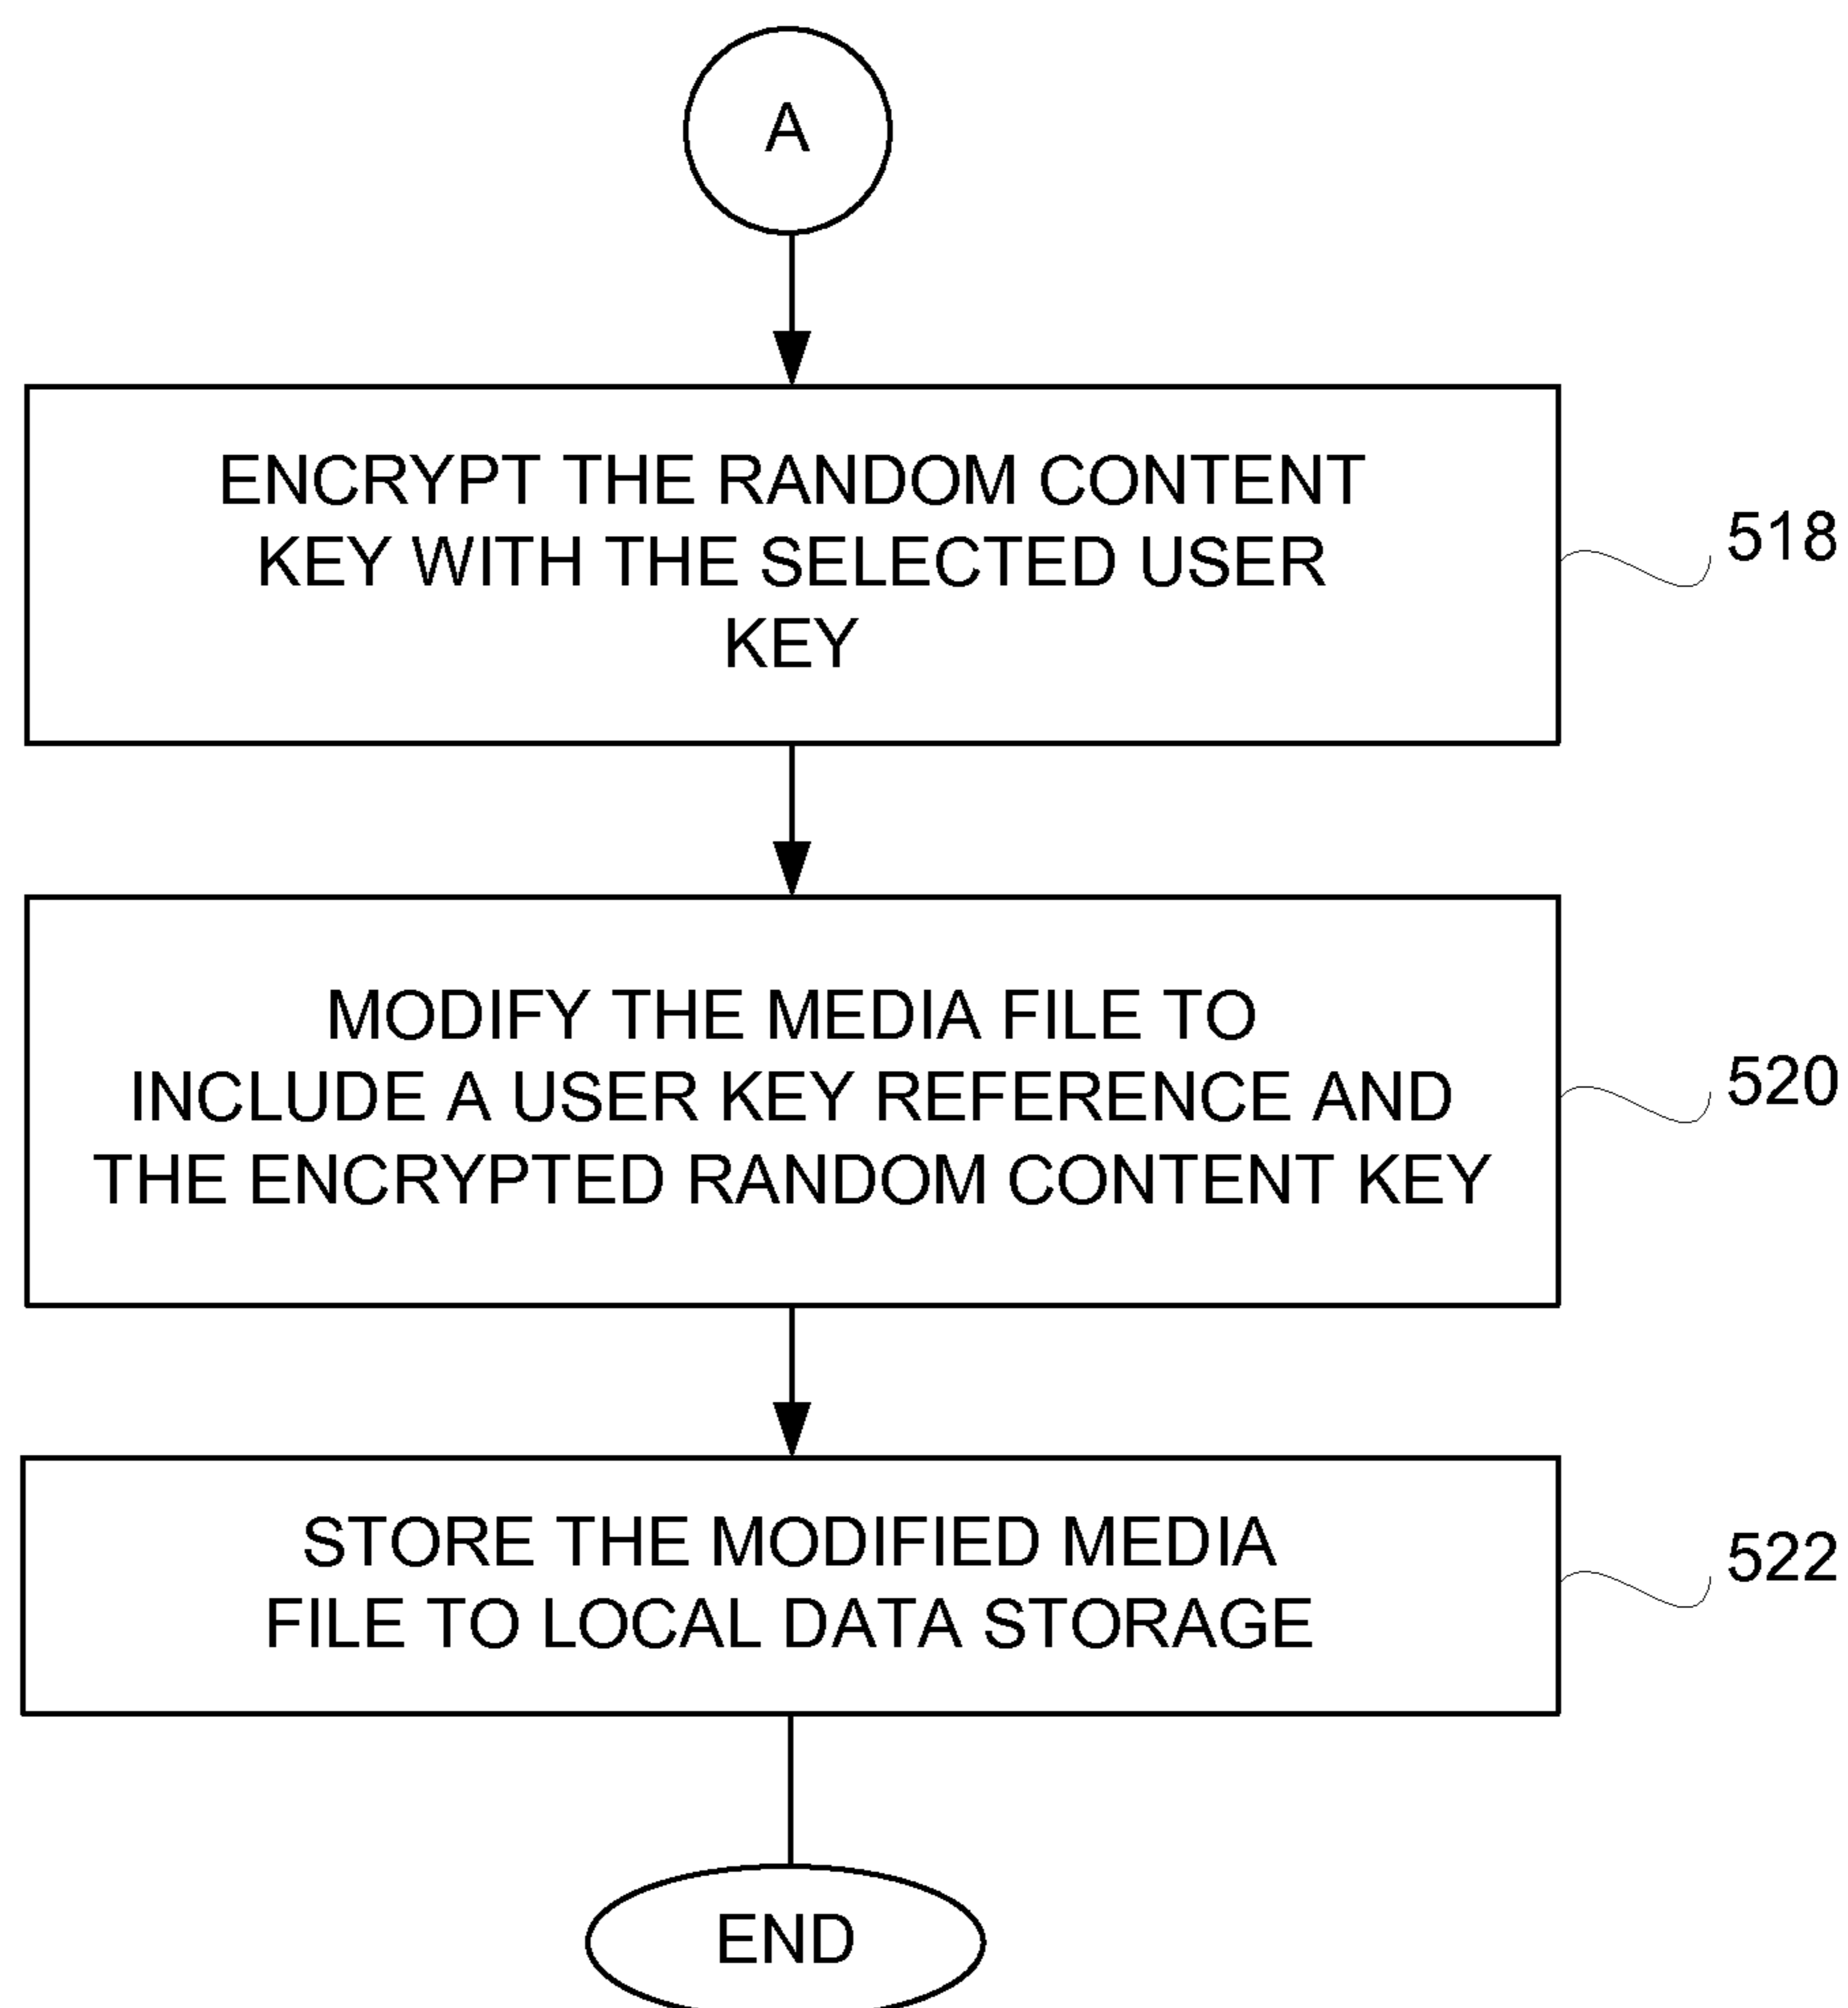 A
ENCRYPT THE RANDOM CONTENT
KEY WITH THE SELECTED USER
KEY
518
MODIFY THE MEDIA FILE TO
INCLUDE A USER KEY REFERENCE AND
THE ENCRYPTED RANDOM CONTENT KEY
520
STORE THE MODIFIED MEDIA
FILE TO LOCAL DATA STORAGE
522
END